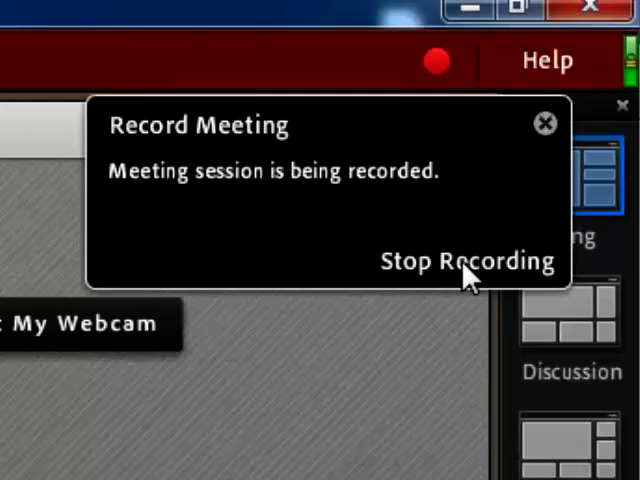 Help
Record Meeting
Meeting session is being recorded.
Stop Recording
My Webcam
Discussion